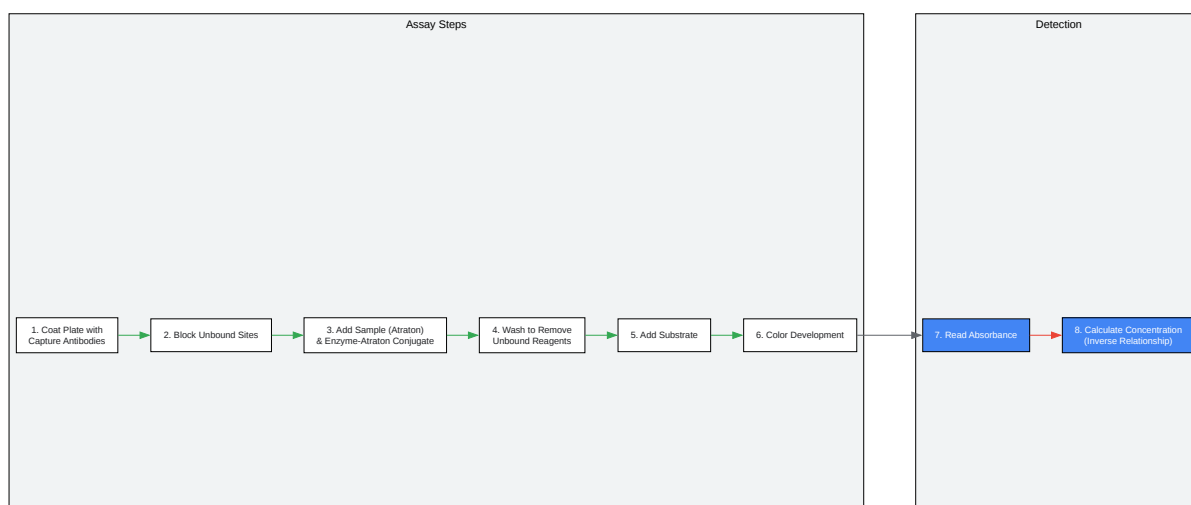 Assay Steps
Detection
1. Coat Plate with
Capture Antibodies
2. Block Unbound Sites
3. Add Sample (Atraton)
& Enzyme-Atraton Conjugate
4. Wash to Remove
Unbound Reagents
5. Add Substrate
6. Color Development
7. Read Absorbance
8. Calculate Concentration
(Inverse Relationship)